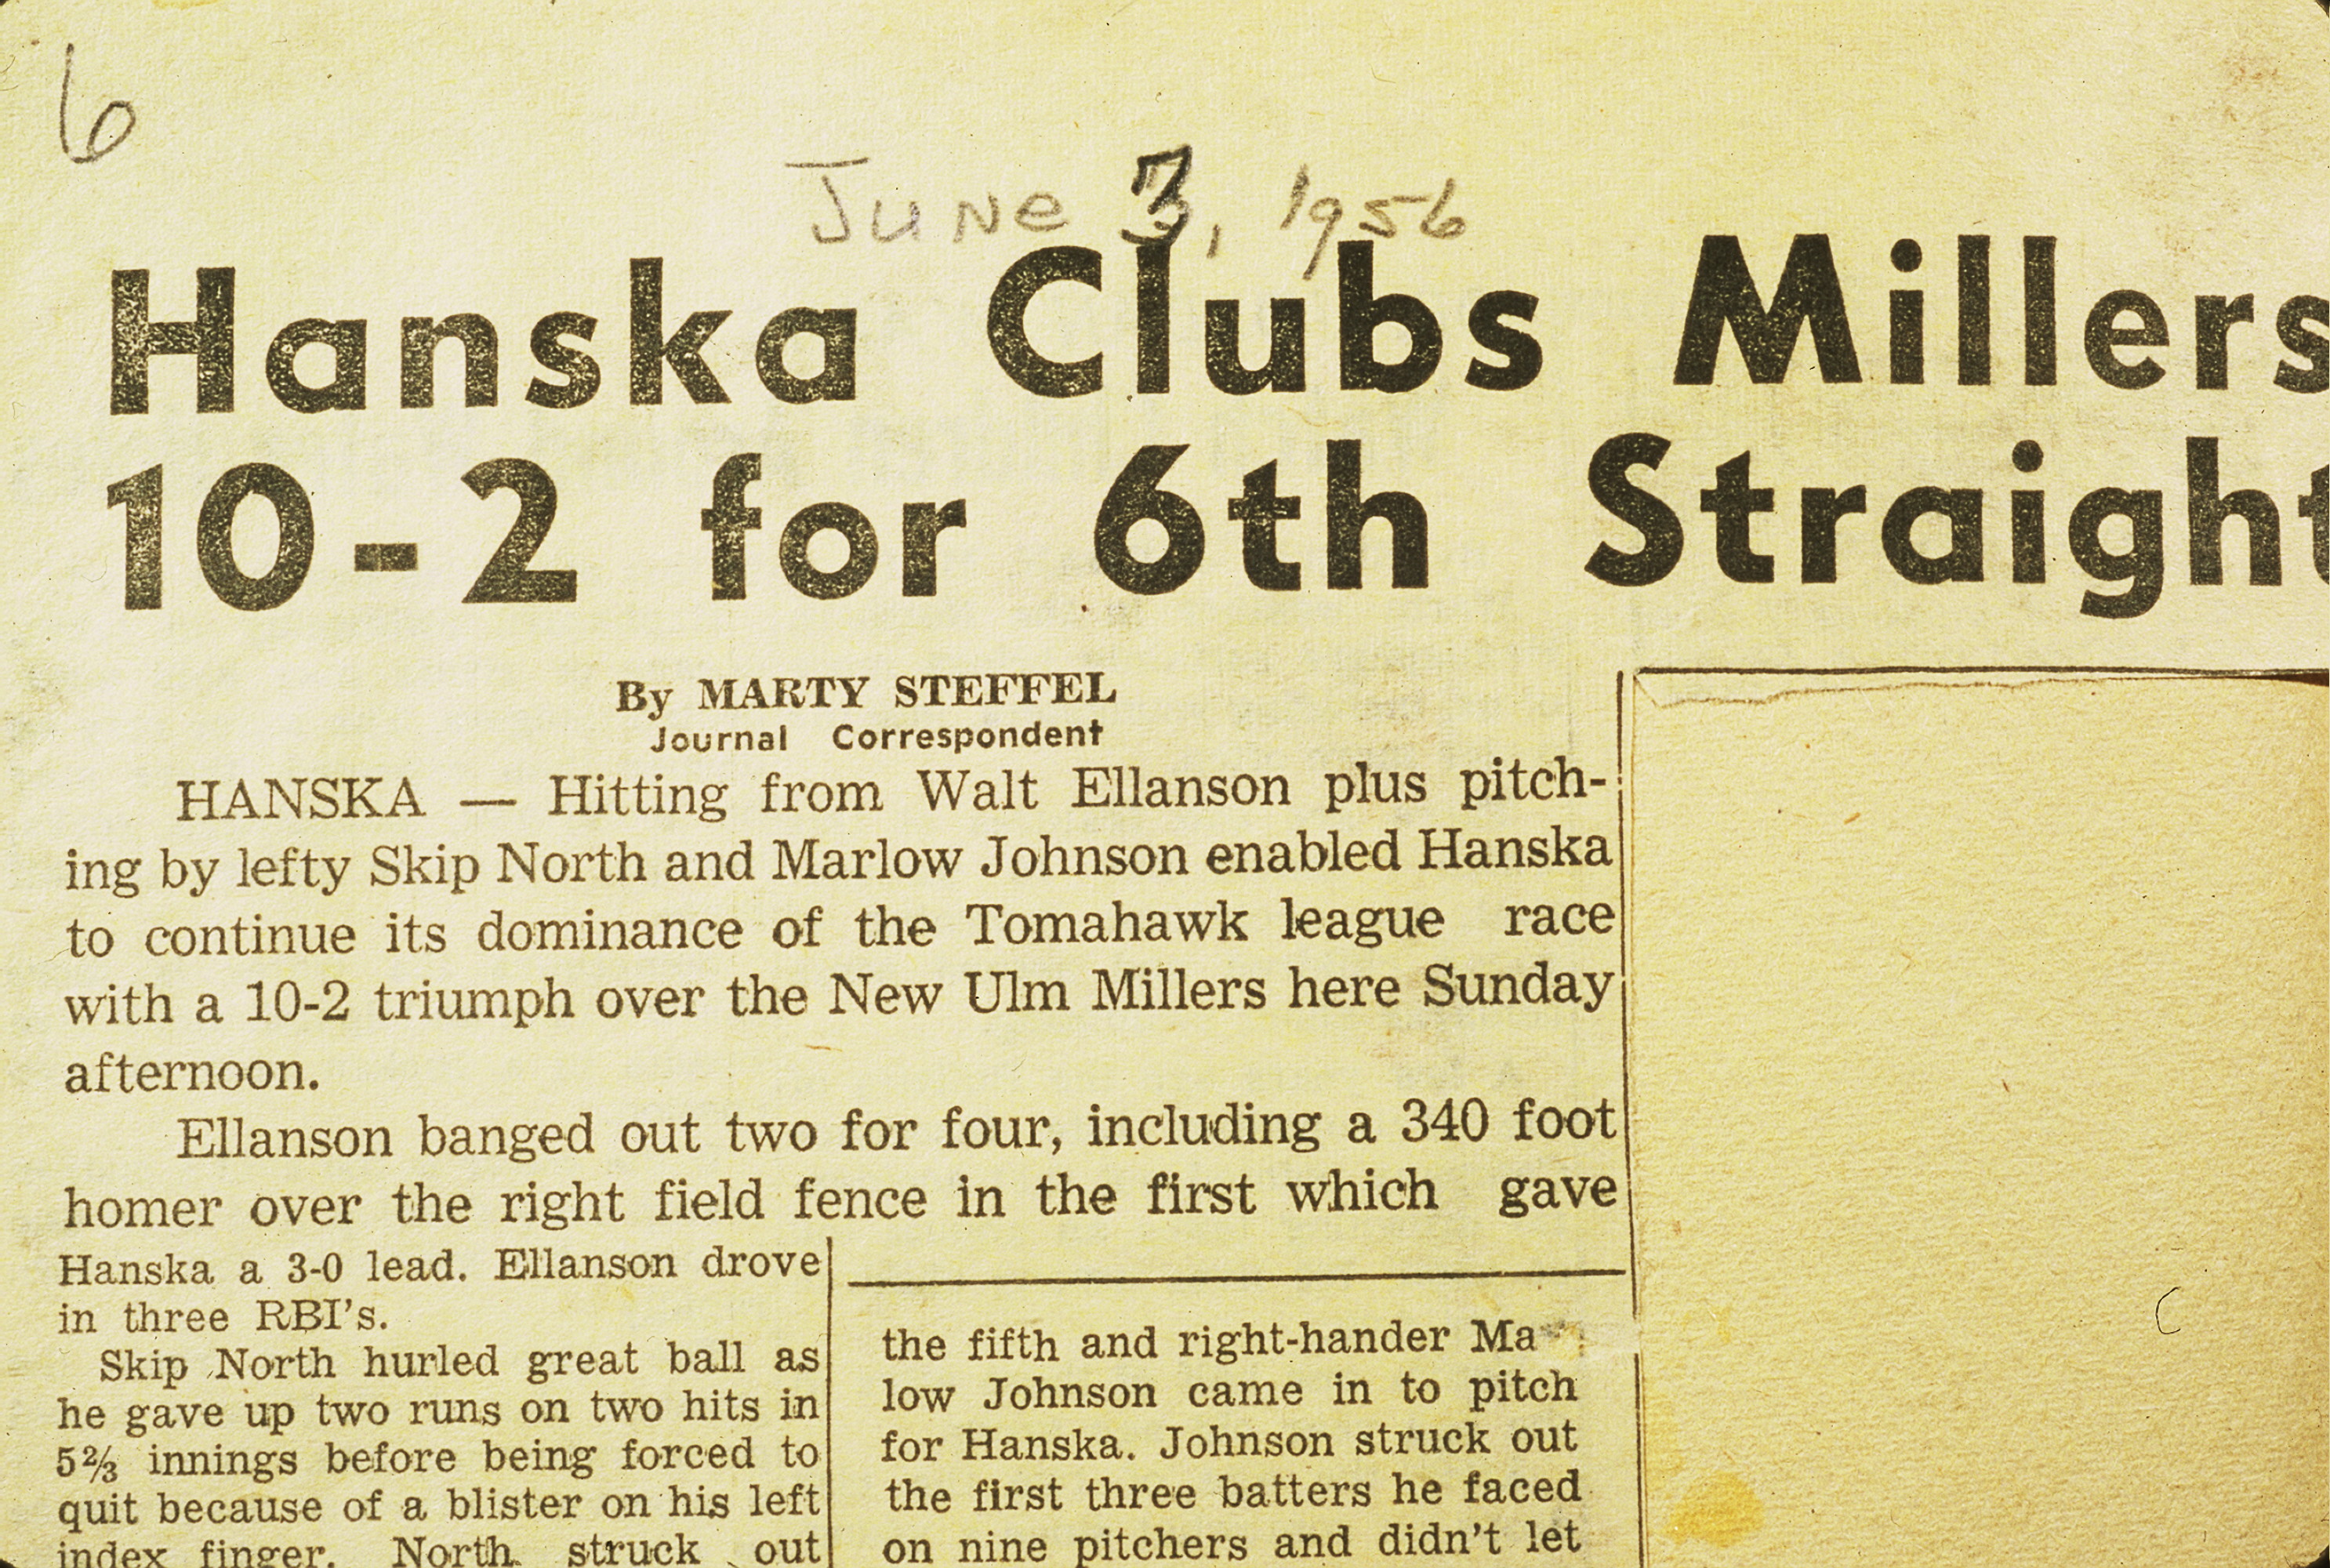 6
June 3, 1956
Hanska Clubs Millers
10-2 for 6th Straight
By MARTY STEFFEL
Journal Correspondent
HANSKA — Hitting from Walt Ellanson plus pitch-
ing by lefty Skip North and Marlow Johnson enabled Hanska
to continue its dominance of the Tomahawk league race
with a 10-2 triumph over the New Ulm Millers here Sunday
afternoon.
Ellanson banged out two for four, including a 340 foot
homer over the right field fence in the first which gave
Hanska a 3-0 lead. Ellanson drove
in three RBI's.
Skip North hurled great ball as
he gave up two runs on two hits in
5⅔ innings before being forced to
quit because of a blister on his left
index finger. North struck out
the fifth and right-hander Ma
low Johnson came in to pitch
for Hanska. Johnson struck out
the first three batters he faced
on nine pitchers and didn't let